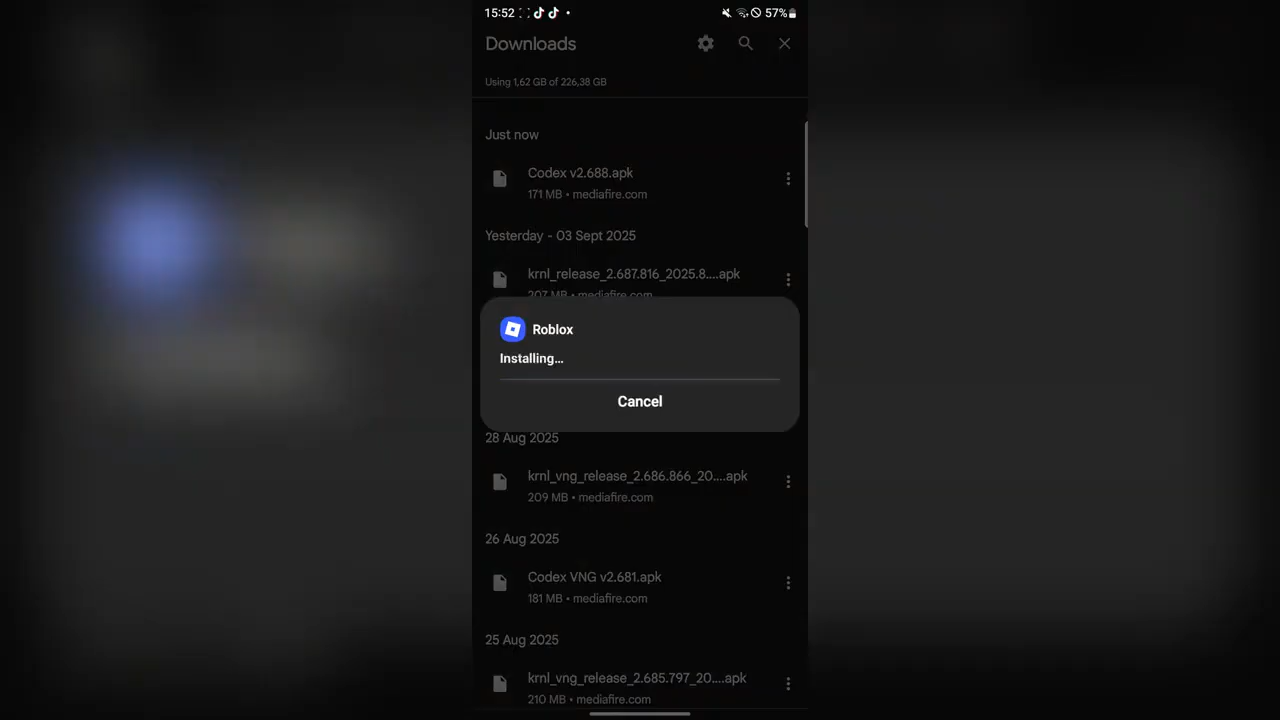 15:52 57%
Downloads
Using 1,62 GB of 226,38 GB
Just now
Codex v2.688.apk
171 MB • mediafire.com
Yesterday - 03 Sept 2025
krnl_release_2.687.816_2025.8....apk
207 MB • mediafire.com
Roblox
Installing...
Cancel
28 Aug 2025
krnl_vng_release_2.686.866_20....apk
209 MB • mediafire.com
26 Aug 2025
Codex VNG v2.681.apk
181 MB • mediafire.com
25 Aug 2025
krnl_vng_release_2.685.797_20....apk
210 MB • mediafire.com